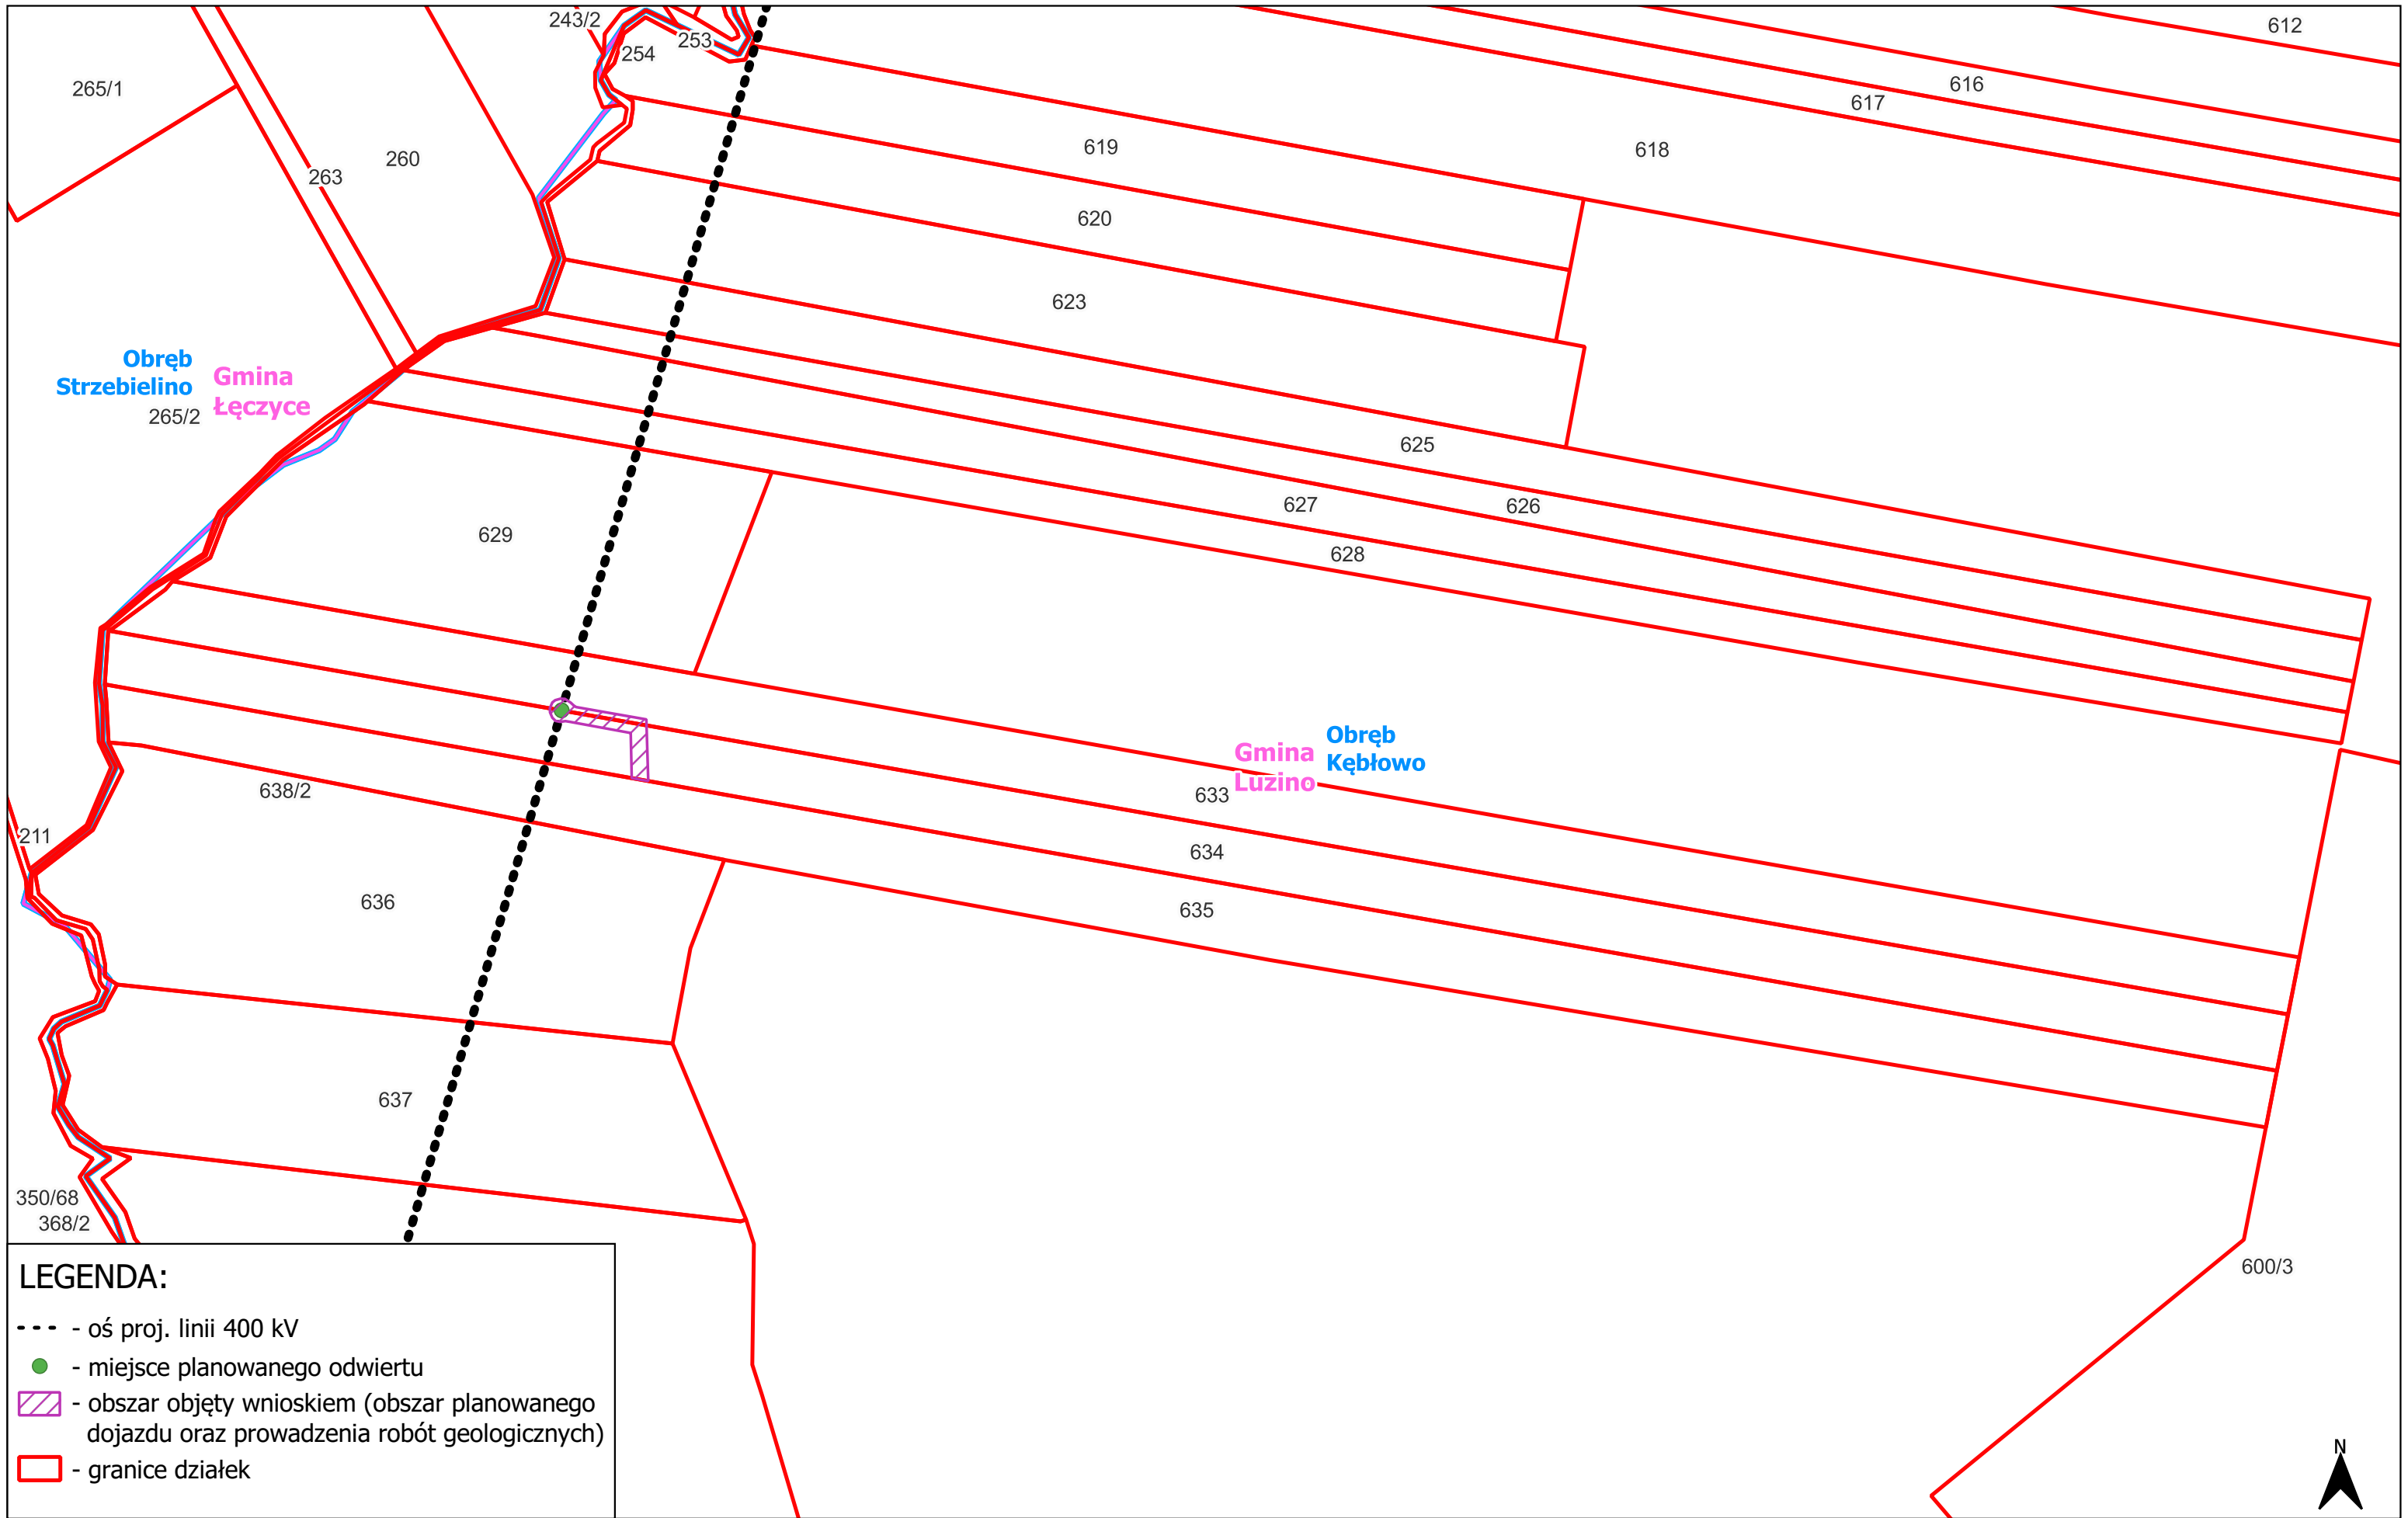 243/2
612
253
254
265/1
616
617
619
618
260
263
620
623
Obręb
Strzebielino
Gmina
Łęczyce
265/2
625
627
626
629
628
Gmina
Luzino
Obręb
Kębłowo
638/2
633
211
634
636
635
637
350/68
368/2
600/3
LEGENDA:
- oś proj. linii 400 kV
- miejsce planowanego odwiertu
- obszar objęty wnioskiem (obszar planowanego
dojazdu oraz prowadzenia robót geologicznych)
- granice działek
N